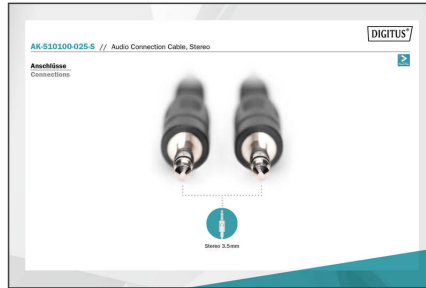 DIGITUS®
AK-510100-025-S // Audio Connection Cable, Stereo
Anschlüsse
Connections
Stereo 3.5mm